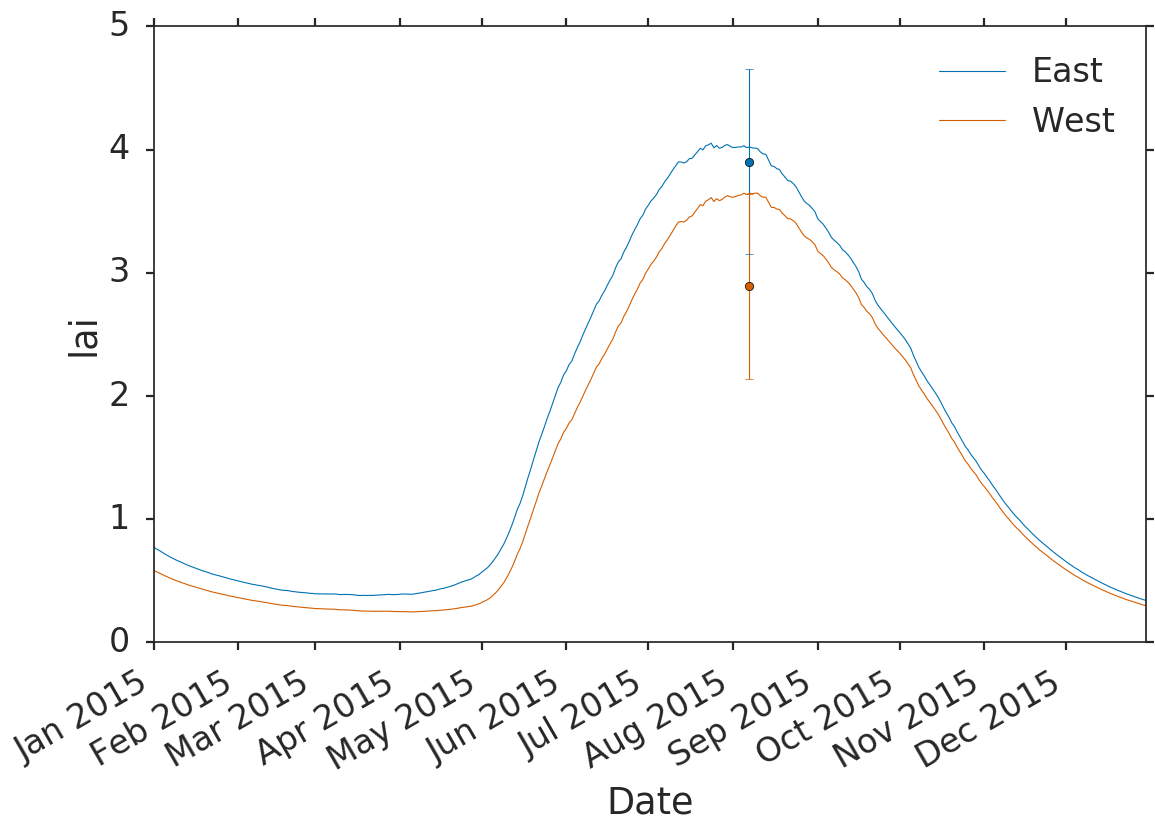 5
4
3
2
1
0
lai
East
West
Jan 2015
Feb 2015
Mar 2015
Apr 2015
May 2015
Jun 2015
Jul 2015
Aug 2015
Sep 2015
Oct 2015
Nov 2015
Dec 2015
Date